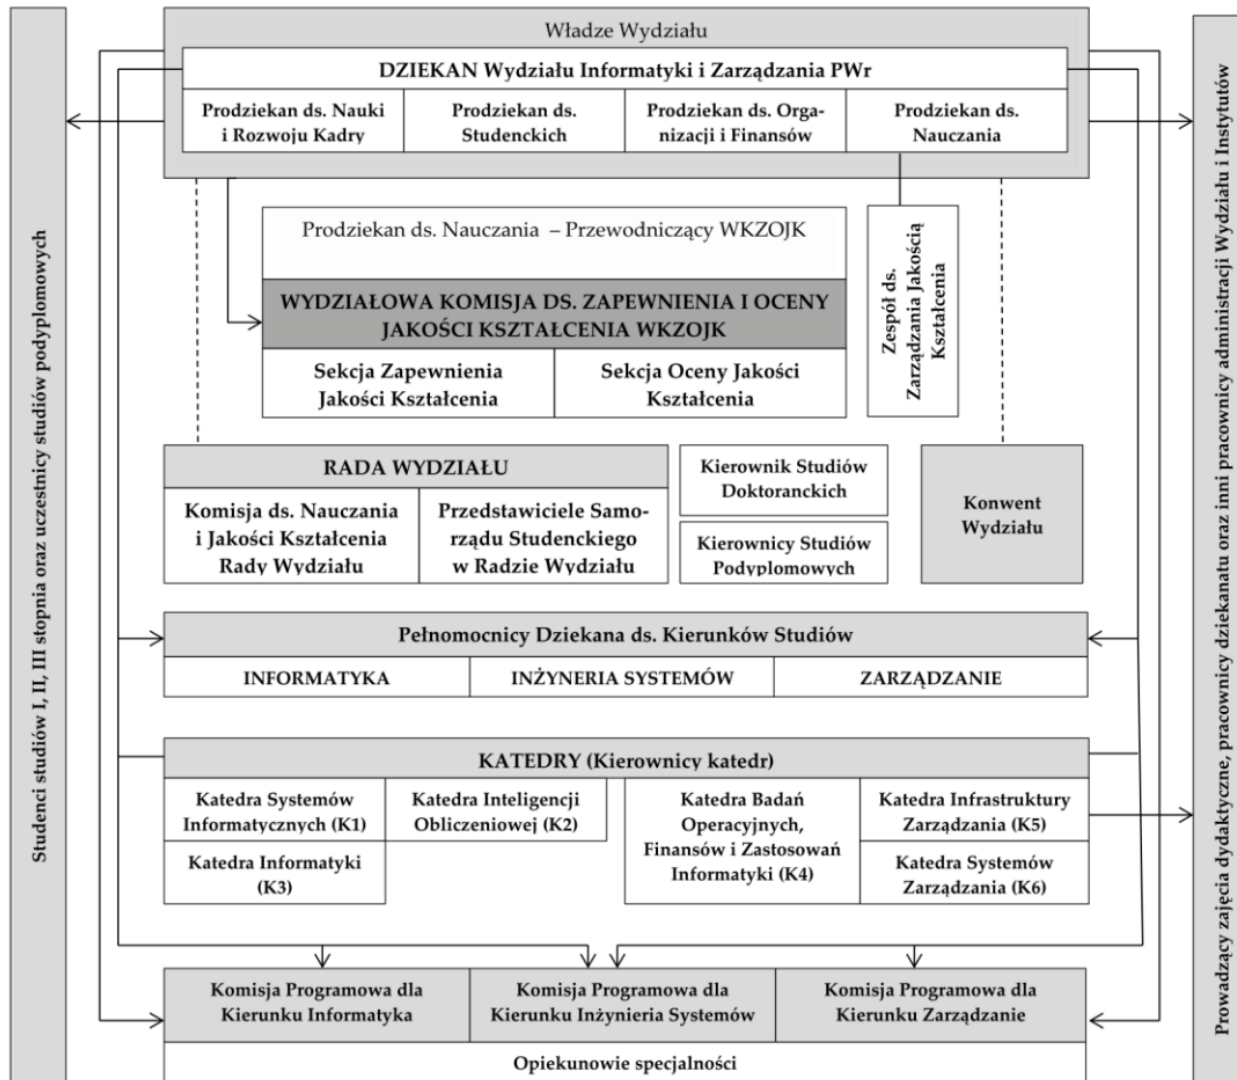 Władze Wydziału
DZIEKAN Wydziału Informatyki i Zarządzania PWr
Prodziekan ds. Nauki
i Rozwoju Kadry
Prodziekan ds.
Studenckich
Prodziekan ds. Orga-
nizacji i Finansów
Prodziekan ds.
Nauczania
Studenci studiów I, II, III stopnia oraz uczestnicy studiów podyplomowych
Prodziekan ds. Nauczania – Przewodniczący WKZOJK
WYDZIAŁOWA KOMISJA DS. ZAPEWNIENIA I OCENY
JAKOŚCI KSZTAŁCENIA WKZOJK
Sekcja Zapewnienia
Jakości Kształcenia
Sekcja Oceny Jakości
Kształcenia
Zespół ds.
Zarządzania Jakością
Kształcenia
RADA WYDZIAŁU
Komisja ds. Nauczania
i Jakości Kształcenia
Rady Wydziału
Przedstawiciele Samo-
rządu Studenckiego
w Radzie Wydziału
Kierownik Studiów
Doktoranckich
Kierownicy Studiów
Podyplomowych
Konwent
Wydziału
Pełnomocnicy Dziekana ds. Kierunków Studiów
INFORMATYKA
INŻYNERIA SYSTEMÓW
ZARZĄDZANIE
KATEDRY (Kierownicy katedr)
Katedra Systemów
Informatycznych (K1)
Katedra Inteligencji
Obliczeniowej (K2)
Katedra Informatyki
(K3)
Katedra Badań
Operacyjnych,
Finansów i Zastosowań
Informatyki (K4)
Katedra Infrastruktury
Zarządzania (K5)
Katedra Systemów
Zarządzania (K6)
Komisja Programowa dla
Kierunku Informatyka
Komisja Programowa dla
Kierunku Inżynieria Systemów
Komisja Programowa dla
Kierunku Zarządzanie
Opiekunowie specjalności
Prowadzący zajęcia dydaktyczne, pracownicy dziekanatu oraz inni pracownicy administracji Wydziału i Instytutów